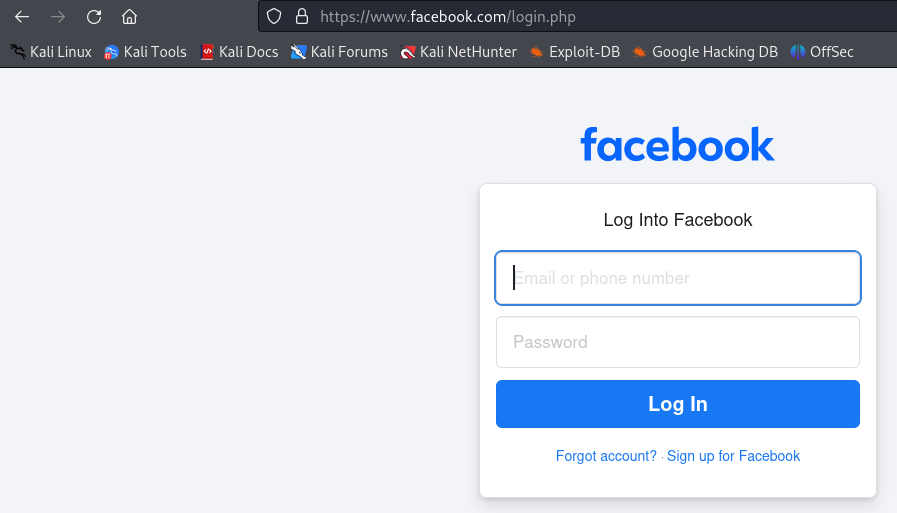 https://www.facebook.com/login.php
Kali Linux Kali Tools Kali Docs Kali Forums Kali NetHunter Exploit-DB Google Hacking DB OffSec
facebook
Log Into Facebook
Email or phone number
Password
Log In
Forgot account? · Sign up for Facebook